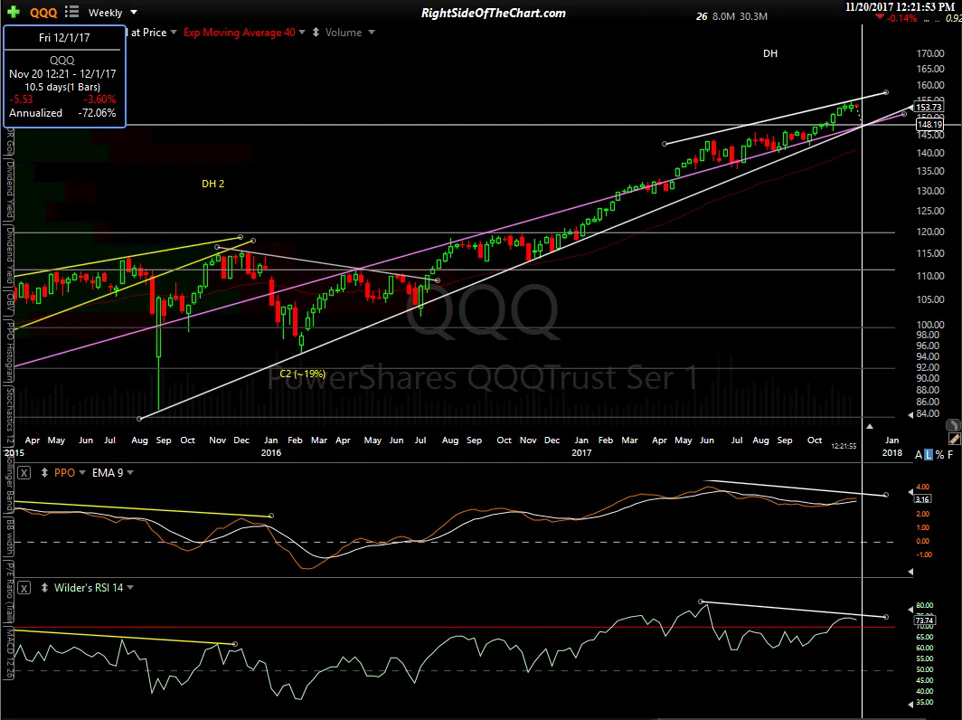 QQQ Weekly
RightSideOfTheChart.com
26 8.0M 30.3M
11/20/2017 12:21:53 PM
-0.14% ... 0.92
Fri 12/1/17
QQQ
Nov 20 12:21 - 12/1/17
10.5 days(1 Bars)
-5.53 -3.60%
Annualized -72.06%
at Price Exp Moving Average 40 Volume
DH
DH 2
C2 (~19%)
QQQ
PowerShares QQQTrust Ser 1
170.00
165.00
160.00
155.00
153.73
148.19
145.00
140.00
135.00
130.00
125.00
120.00
115.00
110.00
105.00
100.00
98.00
96.00
94.00
92.00
90.00
88.00
86.00
84.00
Apr May Jun Jul Aug Sep Oct Nov Dec Jan Feb Mar Apr May Jun Jul Aug Sep Oct Nov Dec Jan Feb Mar Apr May Jun Jul Aug Sep Oct Jan
12:21:55
2015 2016 2017 2018
A L % F
X PPO EMA 9
4.00
3.16
2.00
1.00
0.00
-1.00
X Wilder's RSI 14
80.00
73.74
70.00
65.00
60.00
55.00
50.00
45.00
40.00
35.00